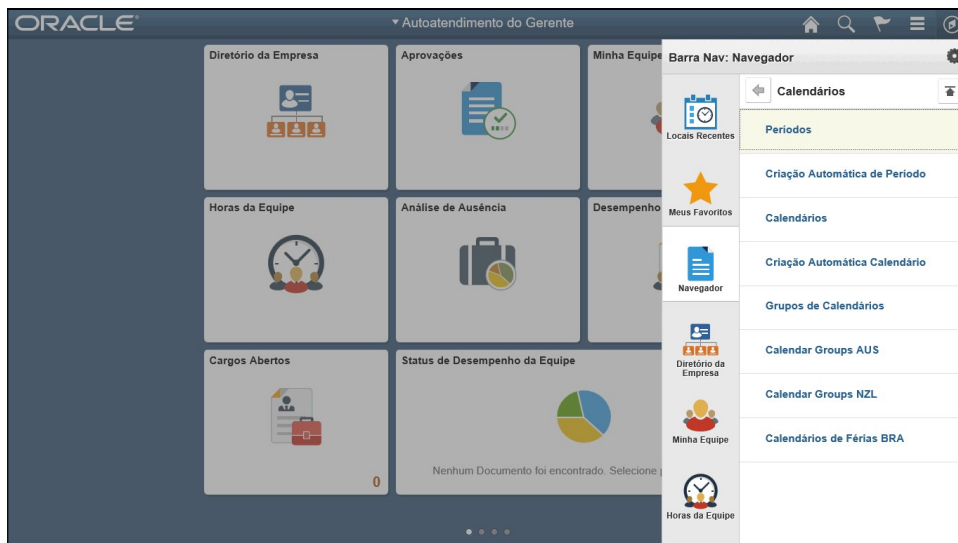 ORACLE
Autoatendimento do Gerente
Diretório da Empresa
Aprovações
Minha Equipe
Horas da Equipe
Análise de Ausência
Desempenho
Cargos Abertos
0
Status de Desempenho da Equipe
Nenhum Documento foi encontrado. Selecione
Barra Nav: Navegador
Locais Recentes
Meus Favoritos
Navegador
Diretório da
Empresa
Minha Equipe
Horas da Equipe
Calendários
Períodos
Criação Automática de Período
Calendários
Criação Automática Calendário
Grupos de Calendários
Calendar Groups AUS
Calendar Groups NZL
Calendários de Férias BRA